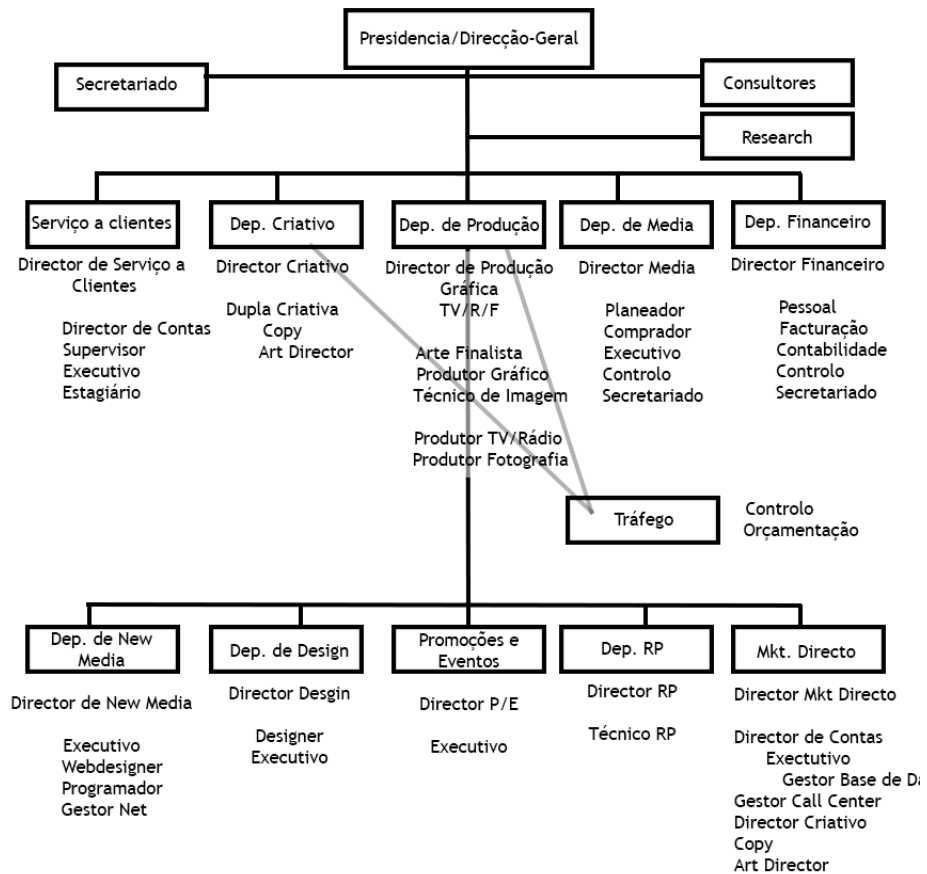 Presidencia/Direcção-Geral
Secretariado
Consultores
Research
Serviço a clientes
Director de Serviço a
Clientes
Director de Contas
Supervisor
Executivo
Estagiário
Dep. Criativo
Director Criativo
Dupla Criativa
Copy
Art Director
Dep. de Produção
Director de Produção
Gráfica
TV/R/F
Arte Finalista
Produtor Gráfico
Técnico de Imagem
Produtor TV/Rádio
Produtor Fotografia
Dep. de Media
Director Media
Planeador
Comprador
Executivo
Controlo
Secretariado
Dep. Financeiro
Director Financeiro
Pessoal
Facturação
Contabilidade
Controlo
Secretariado
Tráfego
Controlo
Orçamentação
Dep. de New
Media
Director de New Media
Executivo
Webdesigner
Programador
Gestor Net
Dep. de Design
Director Desgin
Designer
Executivo
Promoções e
Eventos
Director P/E
Executivo
Dep. RP
Director RP
Técnico RP
Mkt. Directo
Director Mkt Directo
Director de Contas
Exectutivo
Gestor Base de
Gestor Call Center
Director Criativo
Copy
Art Director